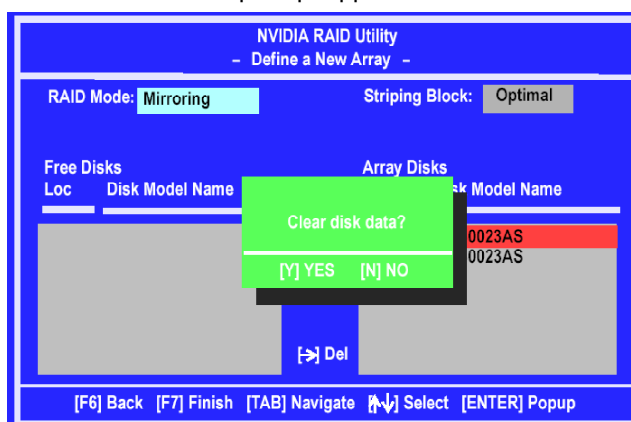 NVIDIA RAID Utility
– Define a New Array –
RAID Mode: Mirroring Striping Block: Optimal
Free Disks Array Disks
Loc Disk Model Name sk Model Name
Clear disk data?
0023AS
0023AS
[Y] YES [N] NO
[→] Del
[F6] Back [F7] Finish [TAB] Navigate [↑↓] Select [ENTER] Popup